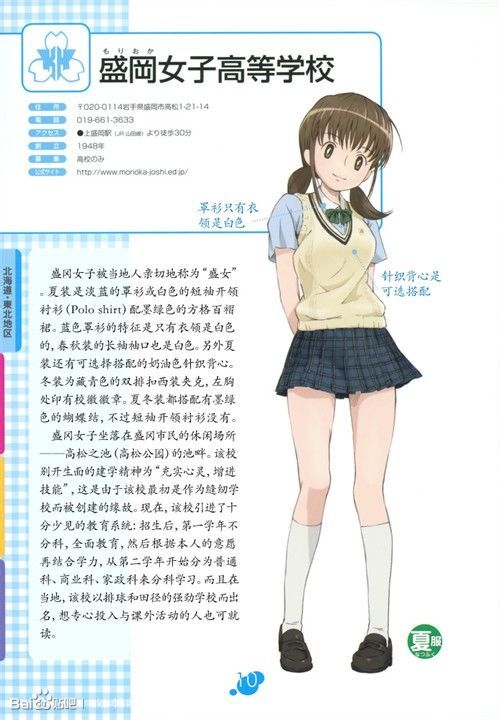 もりおか
盛岡女子高等学校
住所 〒020-0114岩手県盛岡市高松1-21-14
電話 019-661-3633
アクセス ●上盛岡駅(JR山田線)より徒歩30分
創立 1948年
募集 高校のみ
公式サイト http://www.morioka-joshi.ed.jp/
罩衫只有衣
领是白色
针织背心是
可选搭配
北海道・東北地区
盛冈女子被当地人亲切地称为“盛女”
。夏装是淡蓝的罩衫或白色的短袖开领
衬衫(Polo shirt)配墨绿色的方格百褶
裙。蓝色罩衫的特征是只有衣领是白色
的,春秋装的长袖袖口也是白色。另外夏
装还有可选择搭配的奶油色针织背心。
冬装为藏青色的双排扣西装夹克,左胸
处印有校徽徽章。夏冬装都搭配有墨绿
色的蝴蝶结,不过短袖开领衬衫没有。
盛冈女子坐落在盛冈市民的休闲场所
——高松之池(高松公园)的池畔。该校
别开生面的建学精神为“充实心灵,增进
技能”,这是由于该校最初是作为缝纫学
校而被创建的缘故。现在,该校引进了十
分少见的教育系统:招生后,第一学年不
分科,全面教育,然后根据本人的意愿
再结合学力,从第二学年开始分为普通
科、商业科、家政科来分科学习。而且在
当地,该校以排球和田径的强劲学校而出
名,想专心投入与课外活动的人也可就
读。
夏服
なつふく
10
Baidu贴吧